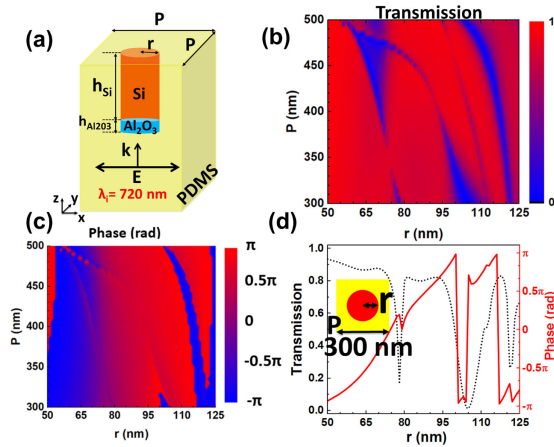 (a)
P
r
P
h_Si
Si
h_Al203
Al₂O₃
k
E
λᵢ= 720 nm
PDMS
z
y
x
(b)
Transmission
500
450
400
350
300
P (nm)
50 65 80 95 110 125
r (nm)
1
0
(c)
Phase (rad)
500
450
400
350
300
P (nm)
50 65 80 95 110 125
r (nm)
π
0.5π
0
-0.5π
-π
(d)
1.0
0.8
0.6
0.4
0.2
0.0
Transmission
r
P
300 nm
50 65 80 95 110 125
r (nm)
π
0.5π
0
-0.5π
-π
Phase (rad)